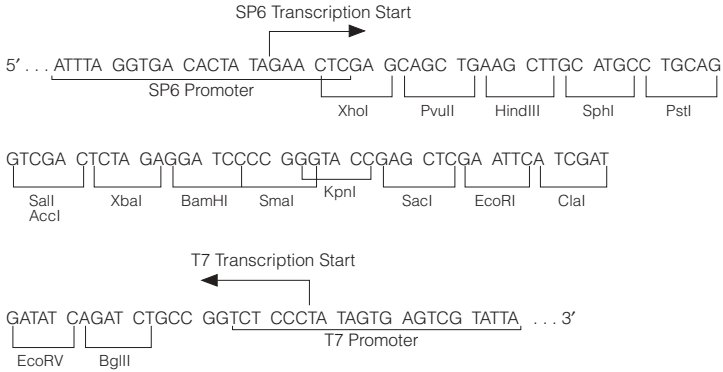 SP6 Transcription Start
5′ . . . ATTTA GGTGA CACTATA TAGAA CTCGA GCAGC TGAAG CTTGC ATGCC TGCAG
SP6 Promoter
XhoI PvuII HindIII SphI PstI
GTCGA CTCTA GAGGA TCCCC GGGTA CCGAG CTCGA ATTCA TCGAT
SalI XbaI BamHI SmaI KpnI SacI EcoRI ClaI
AccI
T7 Transcription Start
GATAT CAGAT CTGCC GGTCT CCCTA TAGTG AGTCG TATTA . . . 3′
T7 Promoter
EcoRV BglII